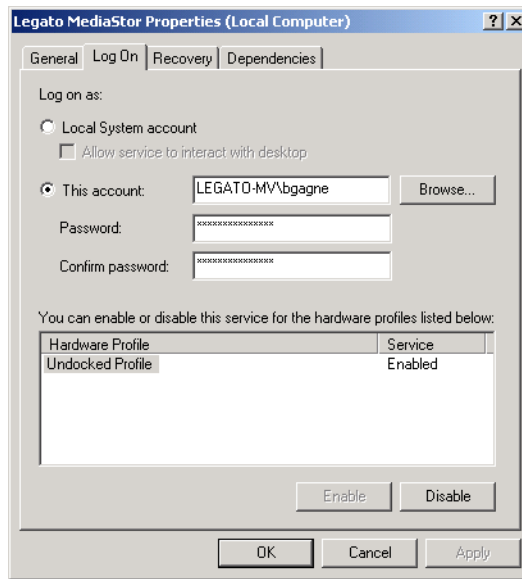 Legato MediaStor Properties (Local Computer)
General Log On Recovery Dependencies
Log on as:
Local System account
Allow service to interact with desktop
This account: LEGATO-MV\bgagne Browse...
Password: ***************
Confirm password: ***************
You can enable or disable this service for the hardware profiles listed below:
Hardware Profile Service
Undocked Profile Enabled
Enable Disable
OK Cancel Apply